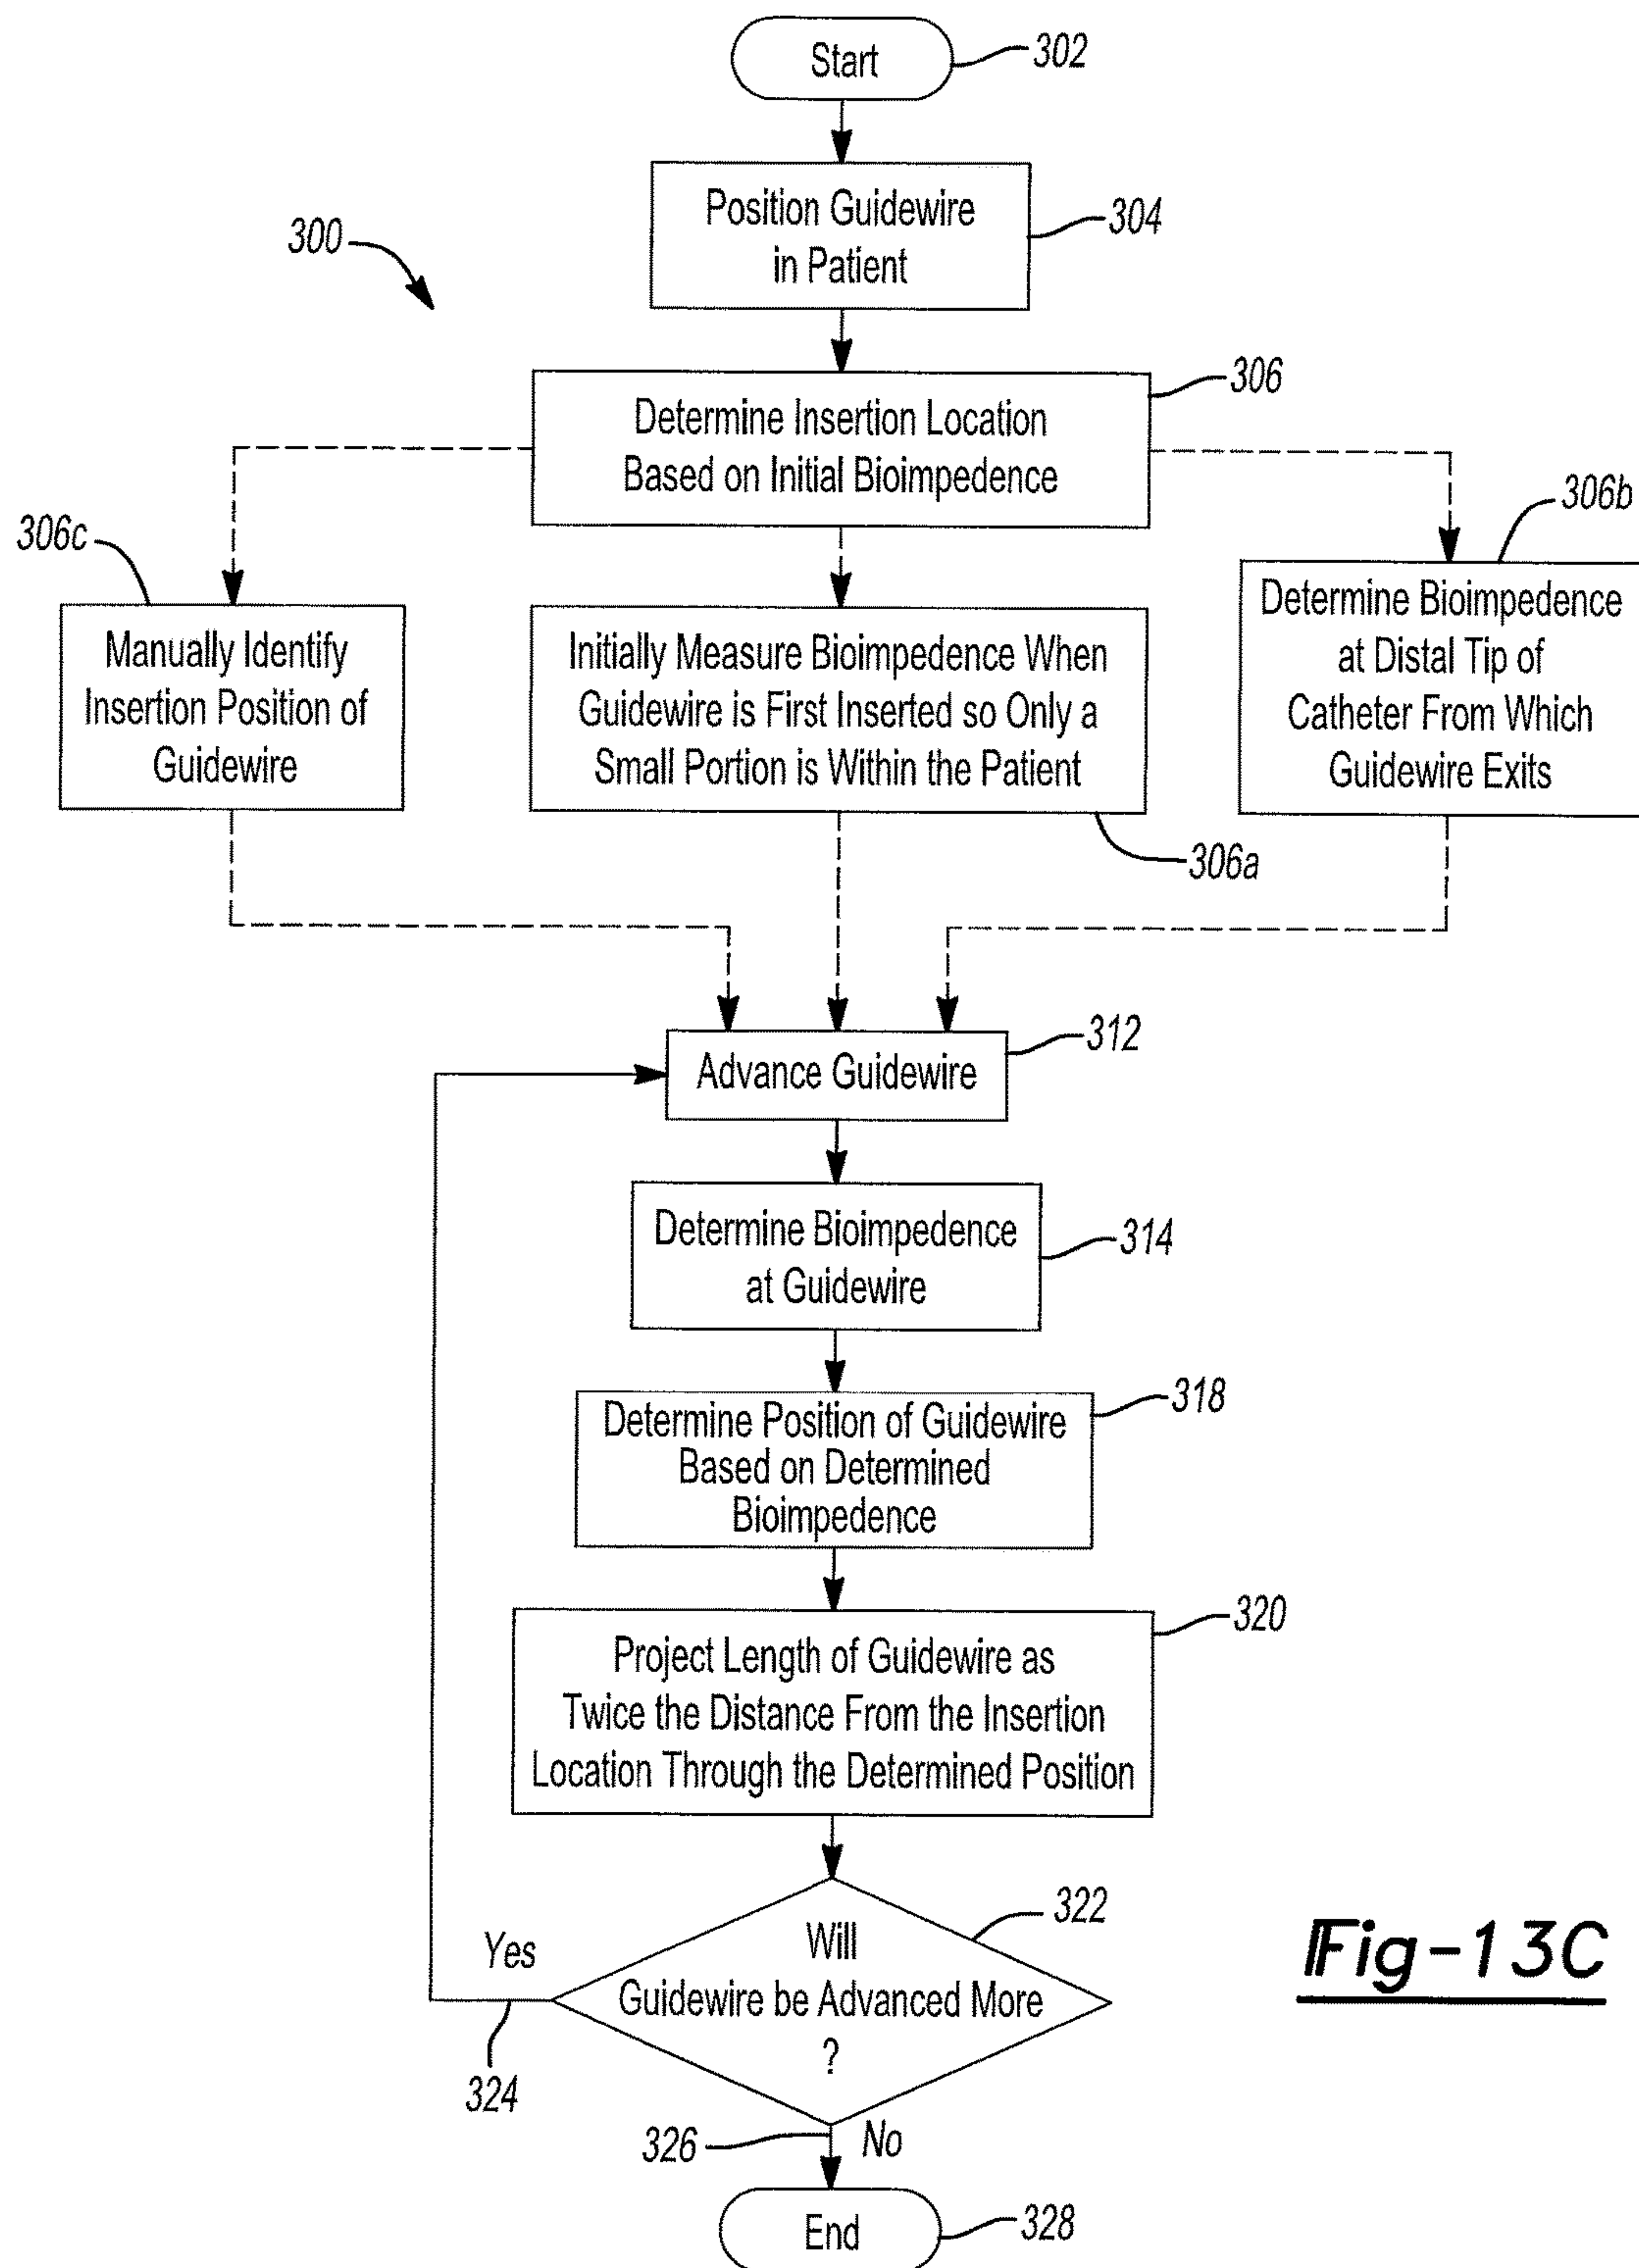 Start
302
Position Guidewire
in Patient
304
300
306
Determine Insertion Location
Based on Initial Bioimpedence
306c
306b
Manually Identify
Insertion Position of
Guidewire
Initially Measure Bioimpedence When
Guidewire is First Inserted so Only a
Small Portion is Within the Patient
Determine Bioimpedence
at Distal Tip of
Catheter From Which
Guidewire Exits
306a
312
Advance Guidewire
Determine Bioimpedence
at Guidewire
314
318
Determine Position of Guidewire
Based on Determined
Bioimpedence
320
Project Length of Guidewire as
Twice the Distance From the Insertion
Location Through the Determined Position
322
Will
Guidewire be Advanced More
?
Yes
324
326
No
End
328
Fig-13C